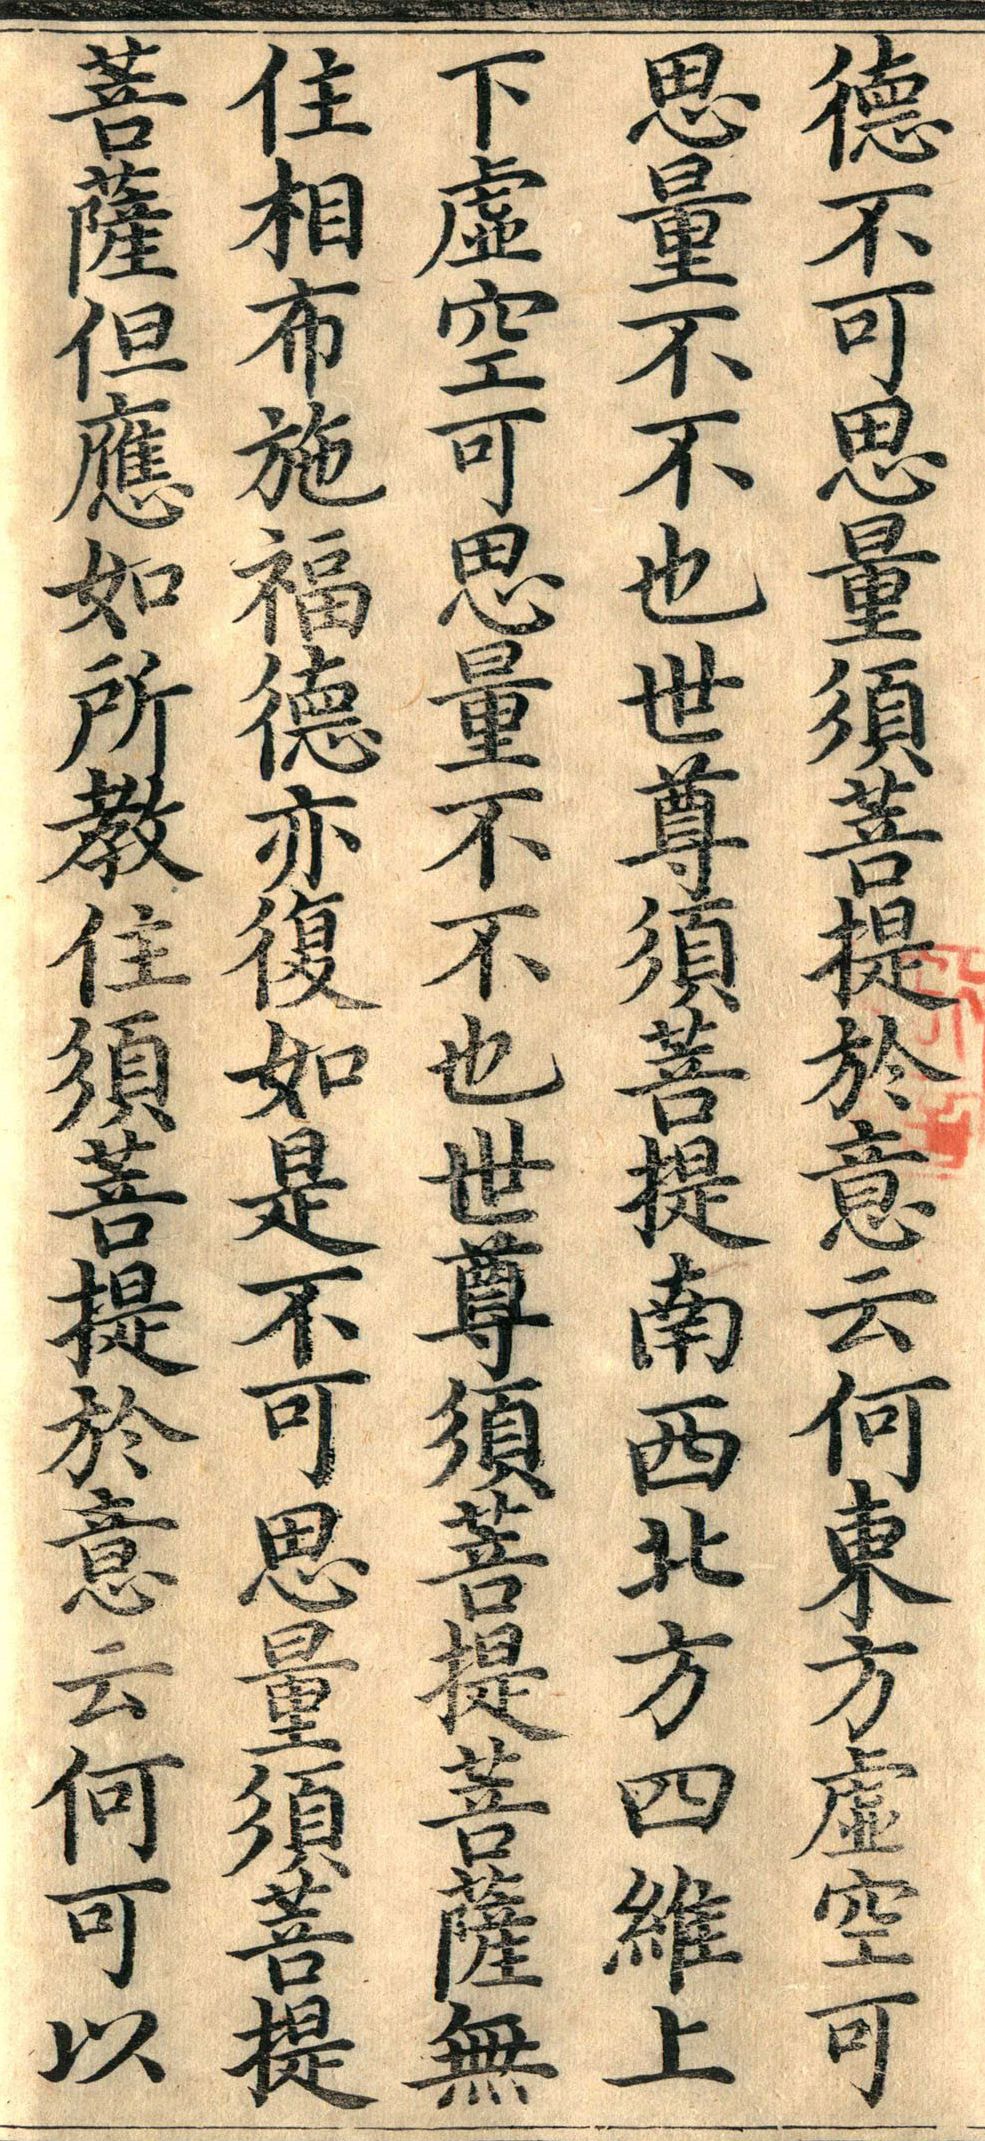 德不可思量須菩提於意云何東方虛空可
思量不不也世尊須菩提南西北方四維上
下虛空可思量不不也世尊須菩提菩薩無
住相布施福德亦復如是不可思量須菩提
菩薩但應如所教住須菩提於意云何可以